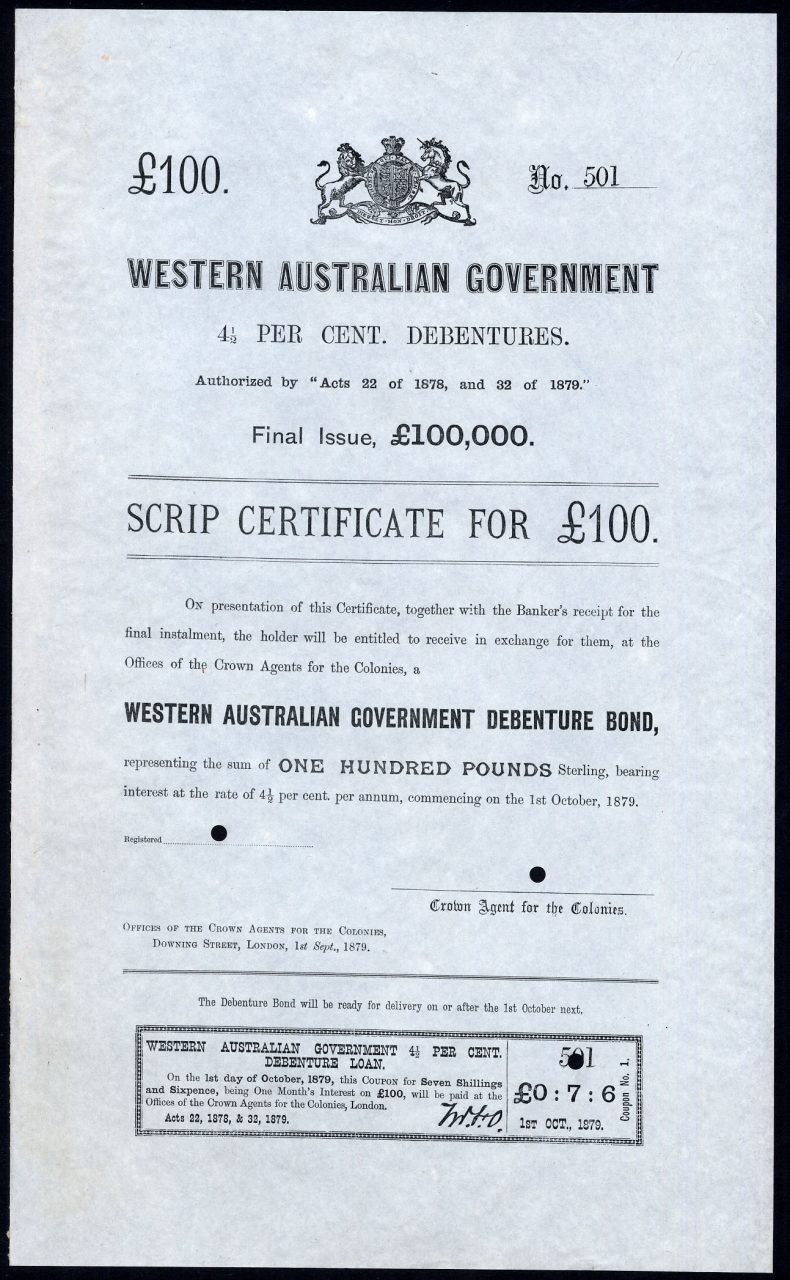 £100.
No. 501
WESTERN AUSTRALIAN GOVERNMENT
4½ PER CENT. DEBENTURES.
Authorized by "Acts 22 of 1878, and 32 of 1879."
Final Issue, £100,000.
SCRIP CERTIFICATE FOR £100.
On presentation of this Certificate, together with the Banker's receipt for the
final instalment, the holder will be entitled to receive in exchange for them, at the
Offices of the Crown Agents for the Colonies, a
WESTERN AUSTRALIAN GOVERNMENT DEBENTURE BOND,
representing the sum of ONE HUNDRED POUNDS Sterling, bearing
interest at the rate of 4½ per cent. per annum, commencing on the 1st October, 1879.
Registered
Crown Agent for the Colonies.
Offices of the Crown Agents for the Colonies,
Downing Street, London, 1st Sept., 1879.
The Debenture Bond will be ready for delivery on or after the 1st October next.
WESTERN AUSTRALIAN GOVERNMENT 4½ PER CENT.
DEBENTURE LOAN.
On the 1st day of October, 1879, this COUPON for Seven Shillings
and Sixpence, being One Month's Interest on £100, will be paid at the
Offices of the Crown Agents for the Colonies, London.
Acts 22, 1878, & 32, 1879.
501
£0 : 7 : 6
1ST OCT., 1879.
Coupon No. 1.